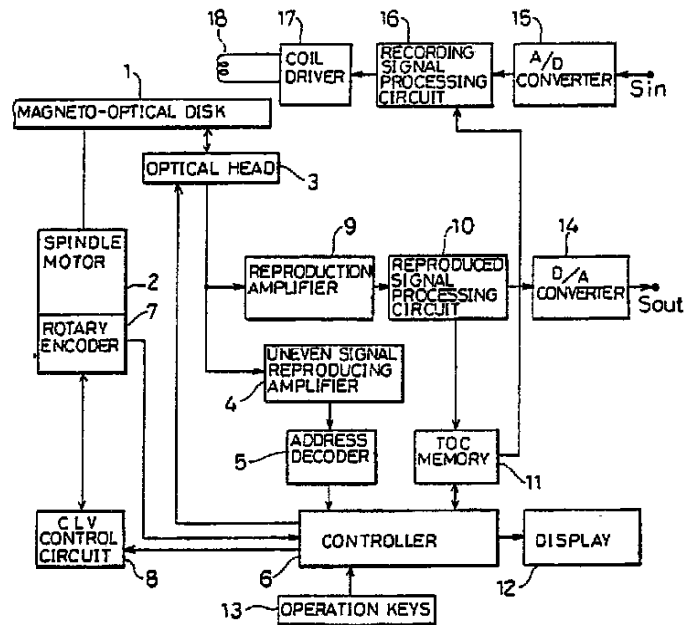 18
17
COIL
DRIVER
16
RECORDING
SIGNAL
PROCESSING
CIRCUIT
15
A/D
CONVERTER
Sin
1
MAGNETO-OPTICAL DISK
OPTICAL HEAD
3
SPINDLE
MOTOR
2
7
ROTARY
ENCODER
9
REPRODUCTION
AMPLIFIER
10
REPRODUCED
SIGNAL
PROCESSING
CIRCUIT
14
D/A
CONVERTER
Sout
UNEVEN SIGNAL
REPRODUCING
AMPLIFIER
4
ADDRESS
DECODER
5
TOC
MEMORY
11
CLV
CONTROL
CIRCUIT
8
CONTROLLER
6
DISPLAY
12
13
OPERATION KEYS